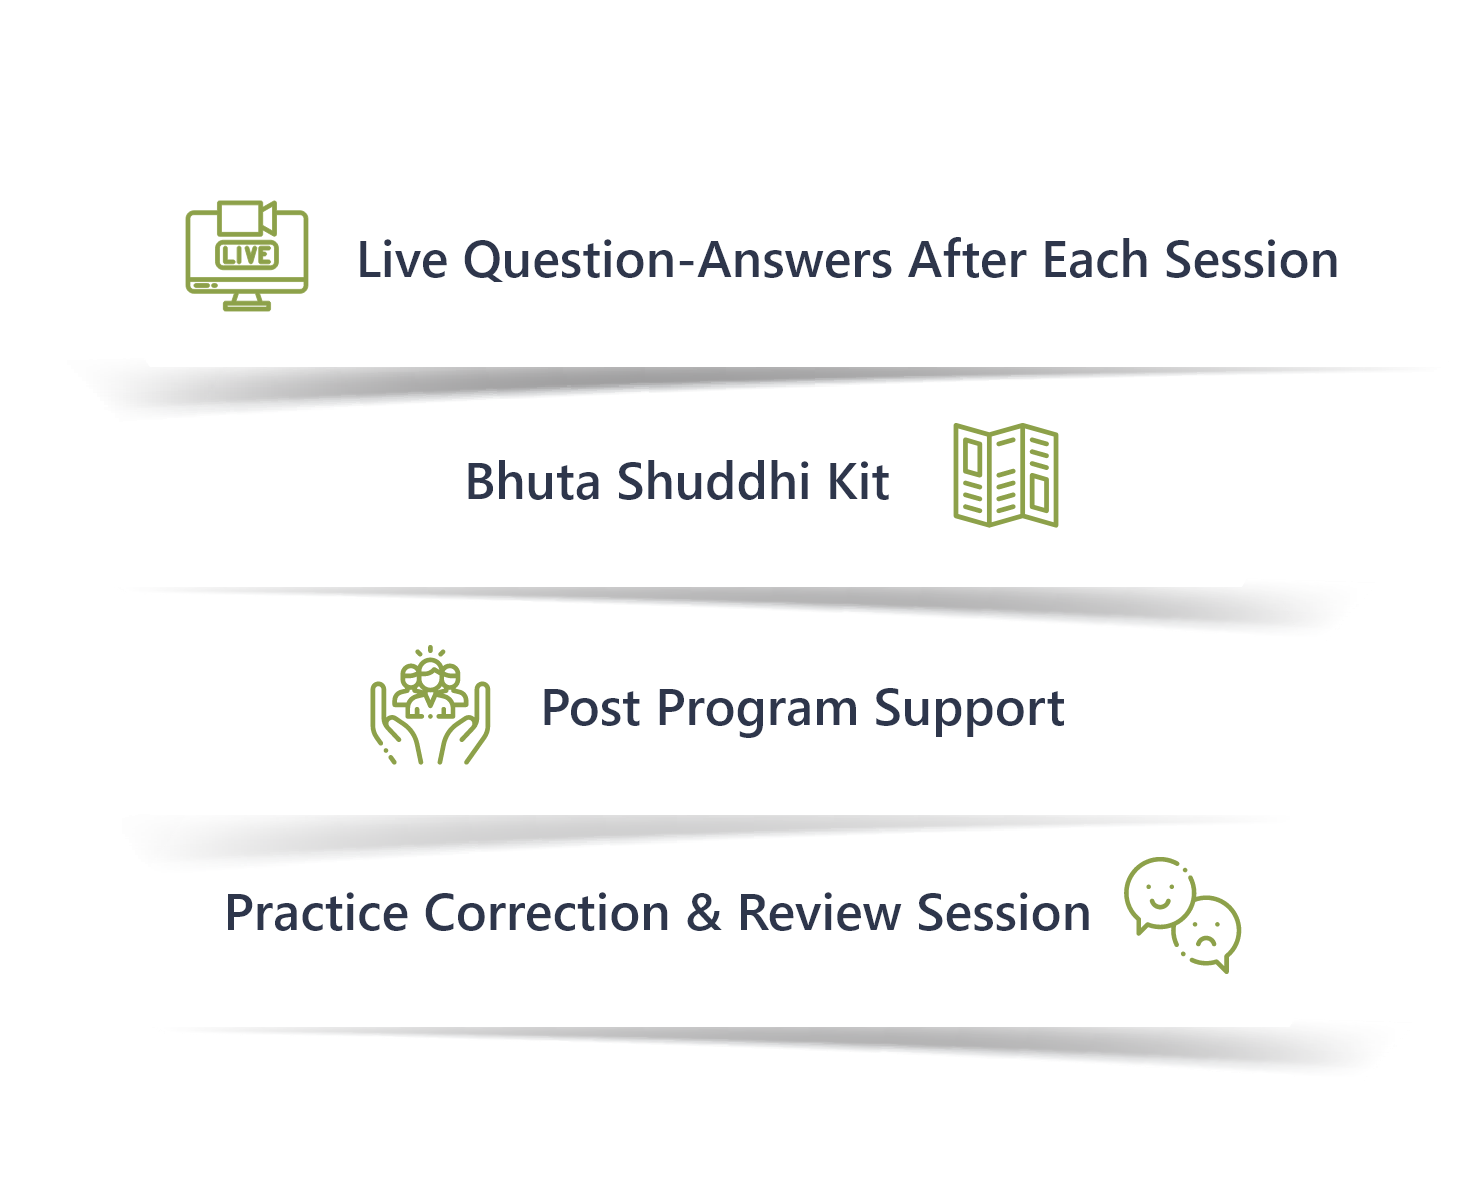 LIVE
Live Question-Answers After Each Session
Bhuta Shuddhi Kit
Post Program Support
Practice Correction & Review Session